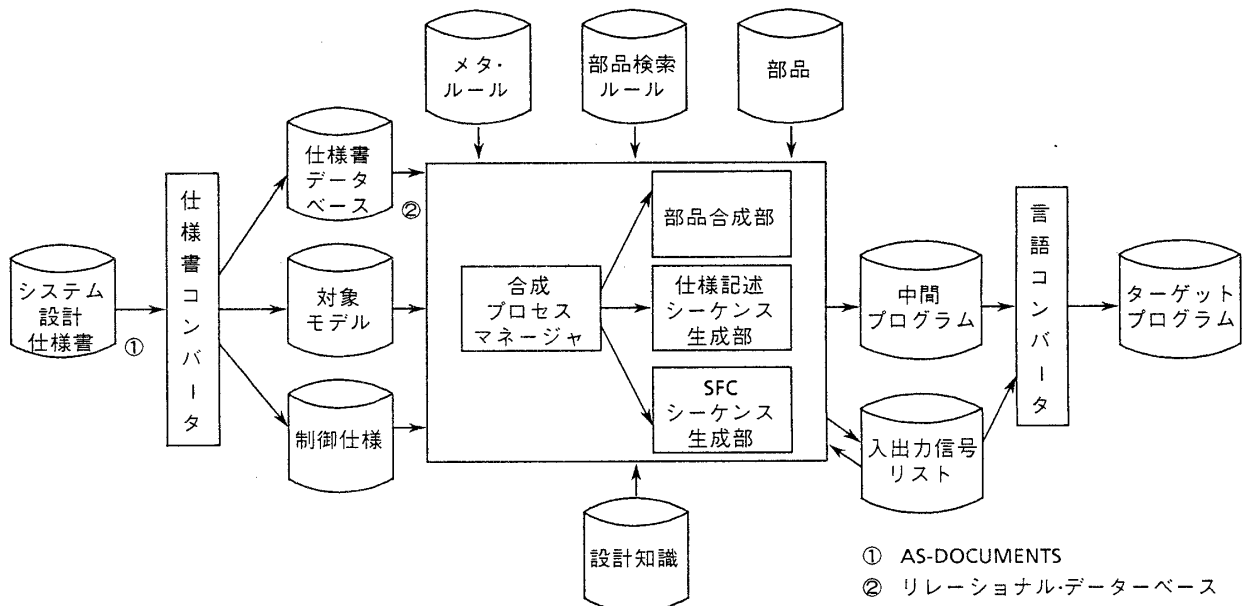 メタ・
ルール
部品検索
ルール
部品
仕様書
データ
ベース
②
仕様書コンバータ
システム
設計
仕様書
①
対象
モデル
制御仕様
合成
プロセス
マネージャ
部品合成部
仕様記述
シーケンス
生成部
SFC
シーケンス
生成部
中間
プログラム
入出力信号
リスト
言語コンバータ
ターゲット
プログラム
設計知識
① AS-DOCUMENTS
② リレーショナル・データーベース